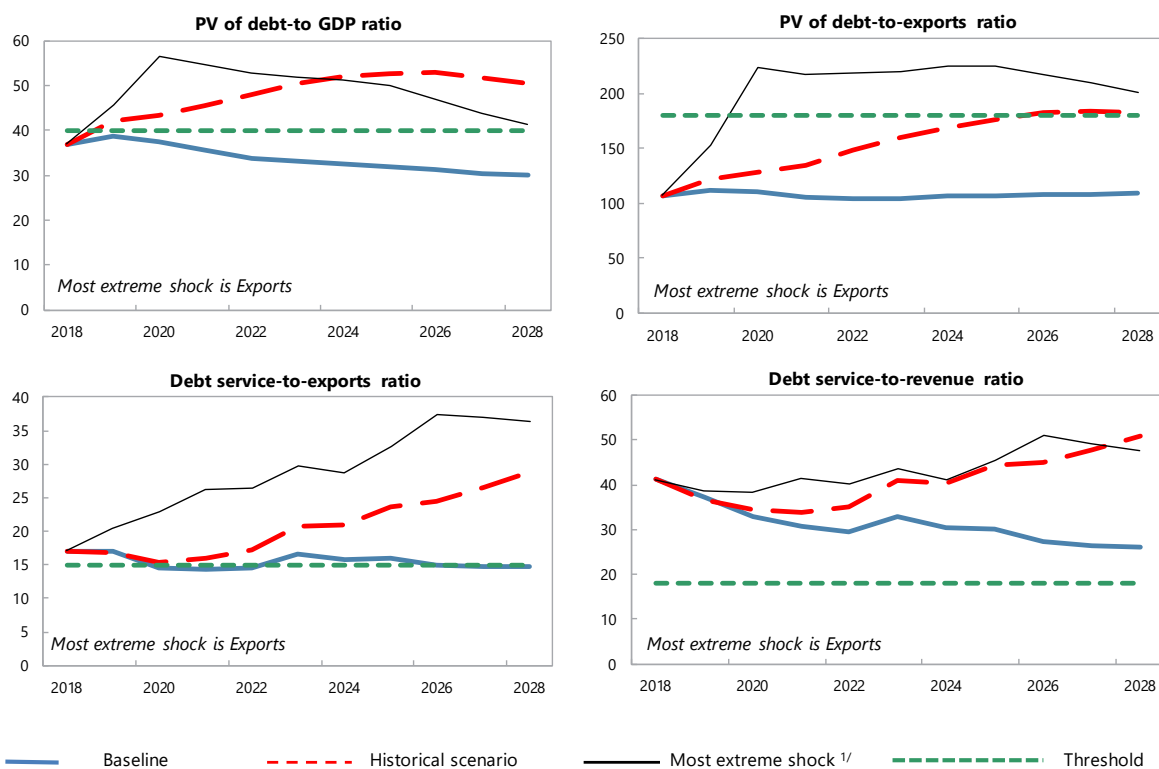 PV of debt-to GDP ratio
60
50
40
30
20
10
0
Most extreme shock is Exports
2018 2020 2022 2024 2026 2028
PV of debt-to-exports ratio
250
200
150
100
50
0
Most extreme shock is Exports
2018 2020 2022 2024 2026 2028
Debt service-to-exports ratio
40
35
30
25
20
15
10
5
0
Most extreme shock is Exports
2018 2020 2022 2024 2026 2028
Debt service-to-revenue ratio
60
50
40
30
20
10
0
Most extreme shock is Exports
2018 2020 2022 2024 2026 2028
Baseline Historical scenario Most extreme shock 1/ Threshold